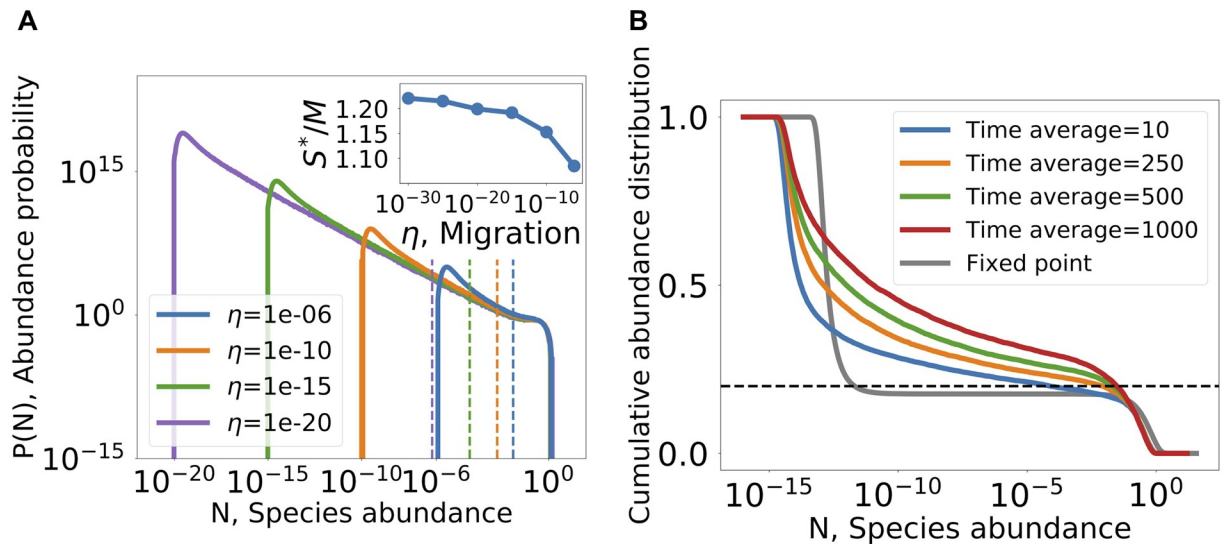 A
P(N), Abundance probability
10^15
10^0
10^-15
S*/M
1.20
1.15
1.10
10^-30 10^-20 10^-10
η, Migration
η=1e-06
η=1e-10
η=1e-15
η=1e-20
10^-20 10^-15 10^-10 10^-6 10^0
N, Species abundance
B
Cumulative abundance distribution
1.0
0.5
0.0
Time average=10
Time average=250
Time average=500
Time average=1000
Fixed point
10^-15 10^-10 10^-5 10^0
N, Species abundance